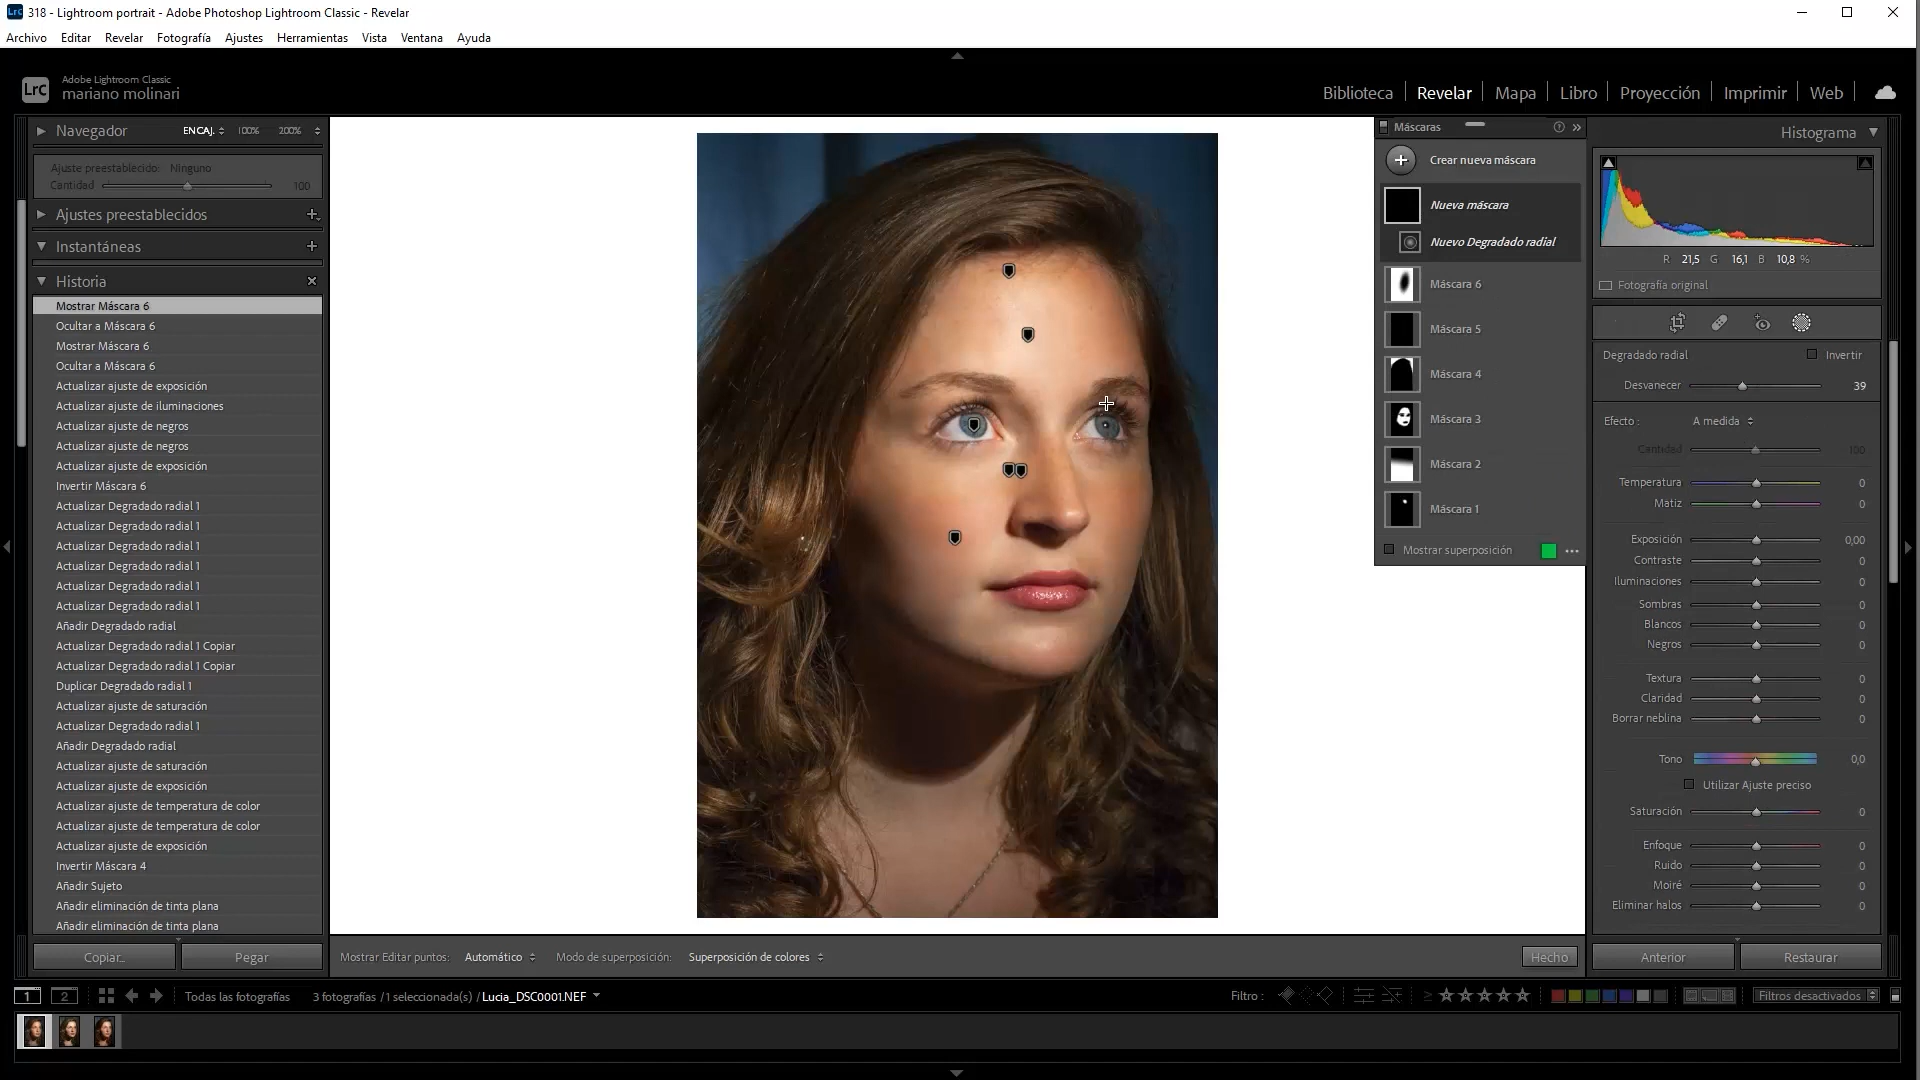 LrC 318 - Lightroom portrait - Adobe Photoshop Lightroom Classic - Revelar
Archivo Editar Revelar Fotografía Ajustes Herramientas Vista Ventana Ayuda
LrC Adobe Lightroom Classic
mariano molinari
Biblioteca | Revelar | Mapa | Libro | Proyección | Imprimir | Web |
Navegador ENCAJ. 100% 200%
Ajuste preestablecido: Ninguno
Cantidad 100
Ajustes preestablecidos
Instantáneas
Historia
Mostrar Máscara 6
Ocultar a Máscara 6
Mostrar Máscara 6
Ocultar a Máscara 6
Actualizar ajuste de exposición
Actualizar ajuste de iluminaciones
Actualizar ajuste de negros
Actualizar ajuste de negros
Actualizar ajuste de exposición
Invertir Máscara 6
Actualizar Degradado radial 1
Actualizar Degradado radial 1
Actualizar Degradado radial 1
Actualizar Degradado radial 1
Actualizar Degradado radial 1
Actualizar Degradado radial 1
Añadir Degradado radial
Actualizar Degradado radial 1 Copiar
Actualizar Degradado radial 1 Copiar
Duplicar Degradado radial 1
Actualizar ajuste de saturación
Actualizar Degradado radial 1
Añadir Degradado radial
Actualizar ajuste de saturación
Actualizar ajuste de exposición
Actualizar ajuste de temperatura de color
Actualizar ajuste de temperatura de color
Actualizar ajuste de exposición
Invertir Máscara 4
Añadir Sujeto
Añadir eliminación de tinta plana
Añadir eliminación de tinta plana
Copiar... Pegar
Máscaras
Crear nueva máscara
Nueva máscara
Nuevo Degradado radial
Máscara 6
Máscara 5
Máscara 4
Máscara 3
Máscara 2
Máscara 1
Mostrar superposición
Histograma
R 21,5 G 16,1 B 10,8 %
Fotografía original
Degradado radial Invertir
Desvanecer 39
Efecto : A medida
Cantidad 100
Temperatura 0
Matiz 0
Exposición 0,00
Contraste 0
Iluminaciones 0
Sombras 0
Blancos 0
Negros 0
Textura 0
Claridad 0
Borrar neblina 0
Tono 0,0
Utilizar Ajuste preciso
Saturación 0
Enfoque 0
Ruido 0
Moiré 0
Eliminar halos 0
Mostrar Editar puntos: Automático Modo de superposición: Superposición de colores Hecho
Anterior Restaurar
1 2 Todas las fotografías 3 fotografías /1 seleccionada(s) /Lucia_DSC0001.NEF Filtro : ≥ Filtros desactivados